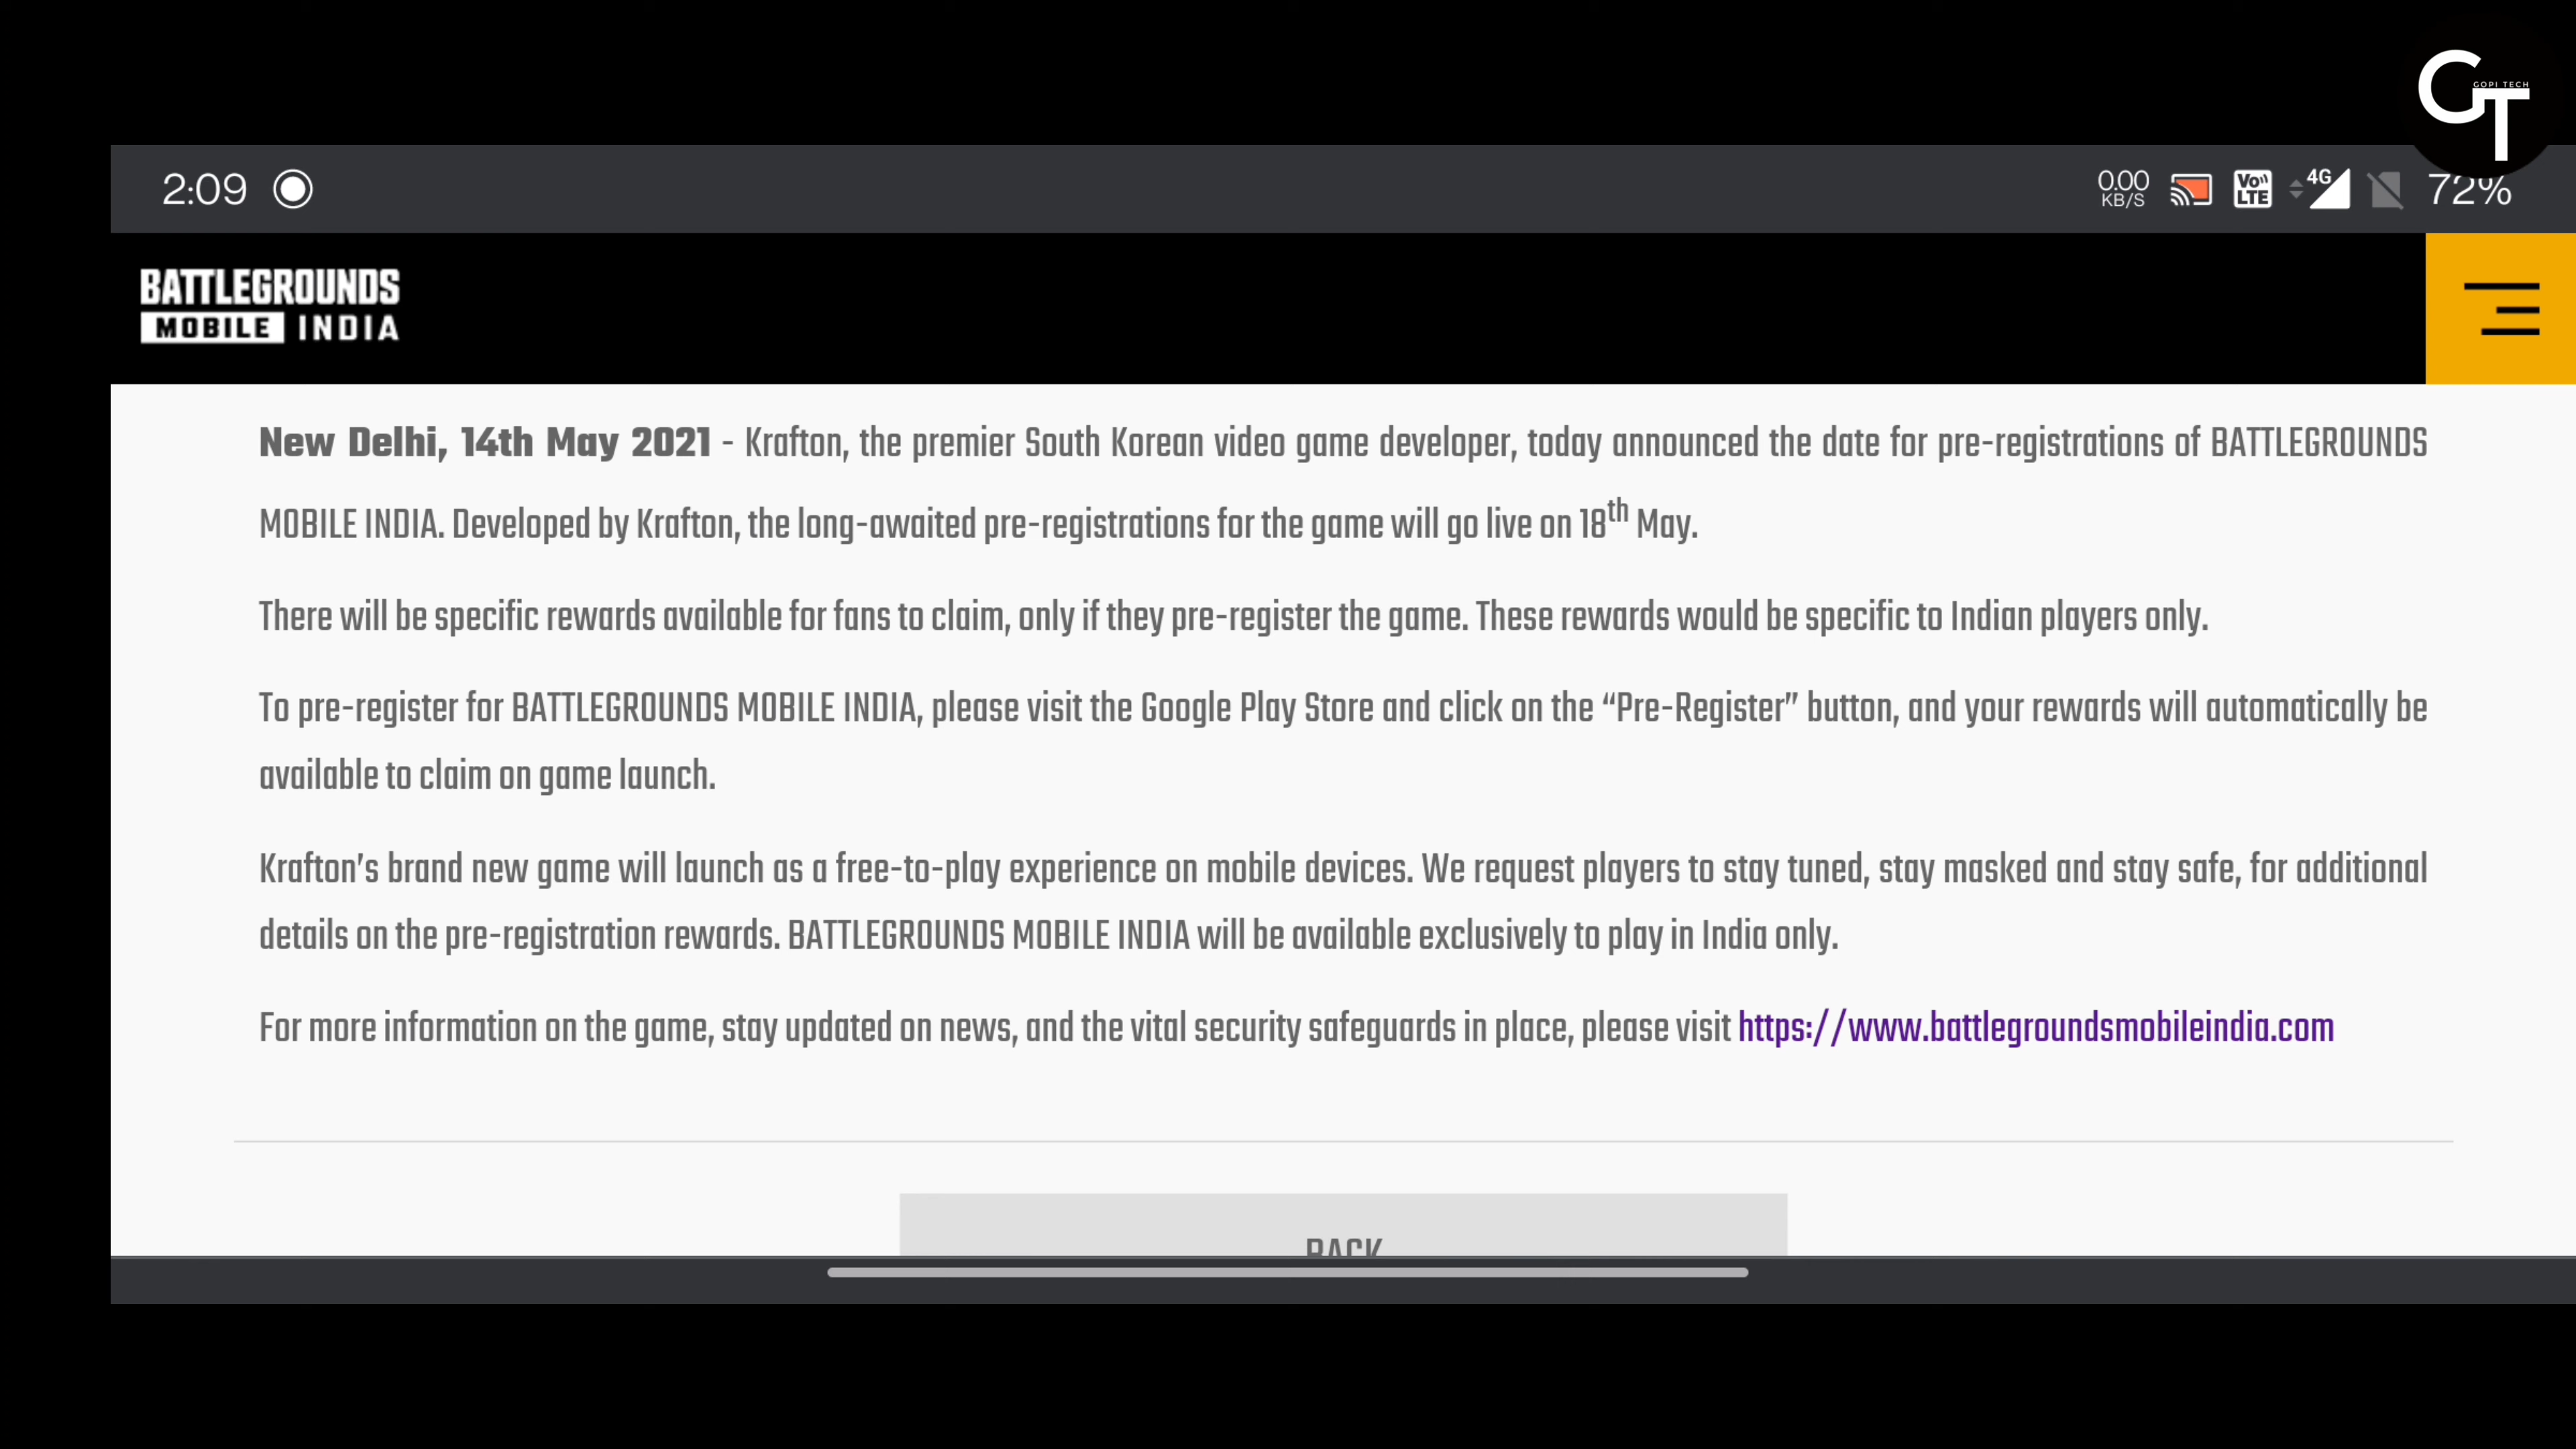 GOPI TECH
GT
2:09
0.00
KB/S
Vo))
LTE
4G
72%
BATTLEGROUNDS
MOBILE INDIA
New Delhi, 14th May 2021 - Krafton, the premier South Korean video game developer, today announced the date for pre-registrations of BATTLEGROUNDS
MOBILE INDIA. Developed by Krafton, the long-awaited pre-registrations for the game will go live on 18th May.
There will be specific rewards available for fans to claim, only if they pre-register the game. These rewards would be specific to Indian players only.
To pre-register for BATTLEGROUNDS MOBILE INDIA, please visit the Google Play Store and click on the “Pre-Register” button, and your rewards will automatically be
available to claim on game launch.
Krafton’s brand new game will launch as a free-to-play experience on mobile devices. We request players to stay tuned, stay masked and stay safe, for additional
details on the pre-registration rewards. BATTLEGROUNDS MOBILE INDIA will be available exclusively to play in India only.
For more information on the game, stay updated on news, and the vital security safeguards in place, please visit https://www.battlegroundsmobileindia.com
BACK